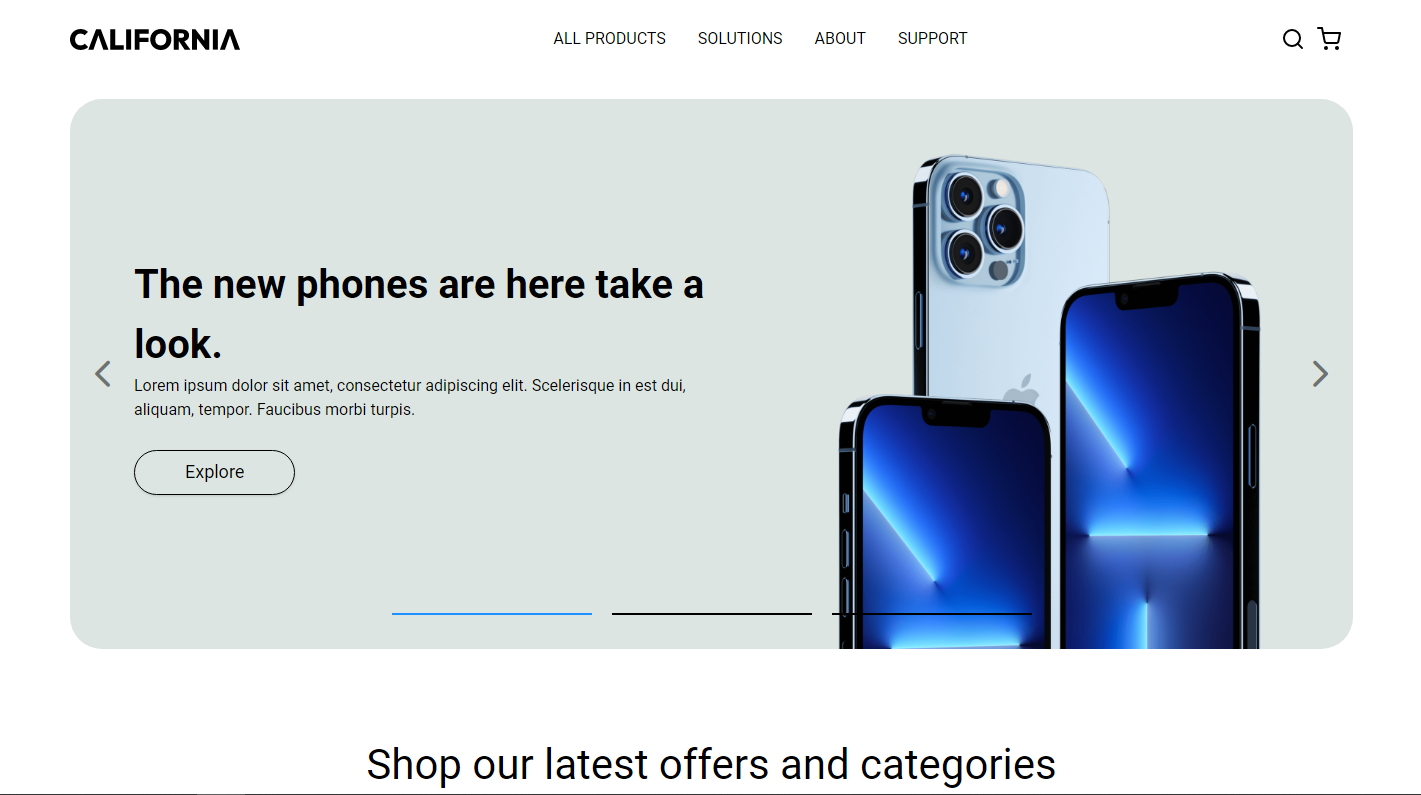 CALIFORNIA
ALL PRODUCTS SOLUTIONS ABOUT SUPPORT
The new phones are here take a
look.
Lorem ipsum dolor sit amet, consectetur adipiscing elit. Scelerisque in est dui,
aliquam, tempor. Faucibus morbi turpis.
Explore
Shop our latest offers and categories